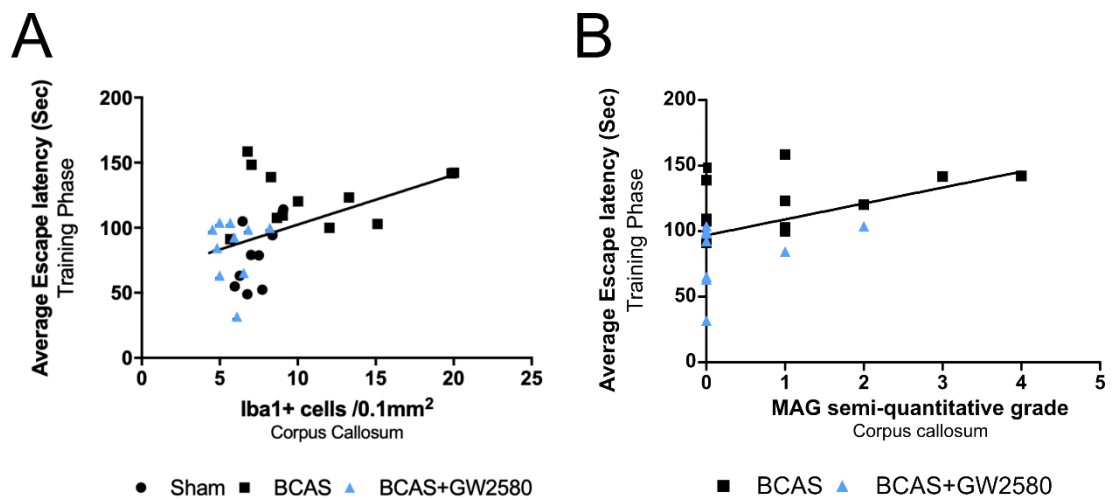 A
Average Escape latency (Sec)
Training Phase
200
150
100
50
0
0 5 10 15 20 25
Iba1+ cells /0.1mm²
Corpus Callosum
Sham BCAS BCAS+GW2580
B
Average Escape latency (Sec)
Training Phase
200
150
100
50
0
0 1 2 3 4 5
MAG semi-quantitative grade
Corpus callosum
BCAS BCAS+GW2580